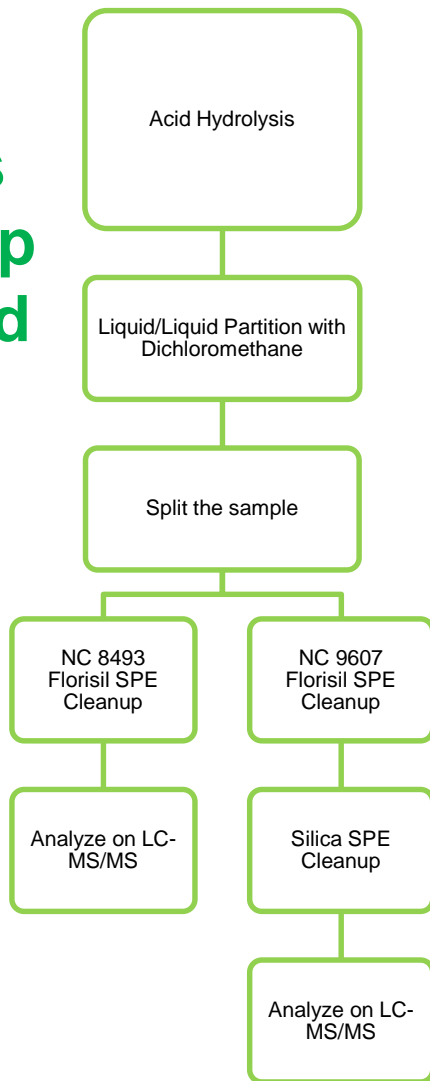 Acid Hydrolysis
Liquid/Liquid Partition with
Dichloromethane
Split the sample
NC 8493
Florisil SPE
Cleanup
NC 9607
Florisil SPE
Cleanup
Analyze on LC-
MS/MS
Silica SPE
Cleanup
Analyze on LC-
MS/MS